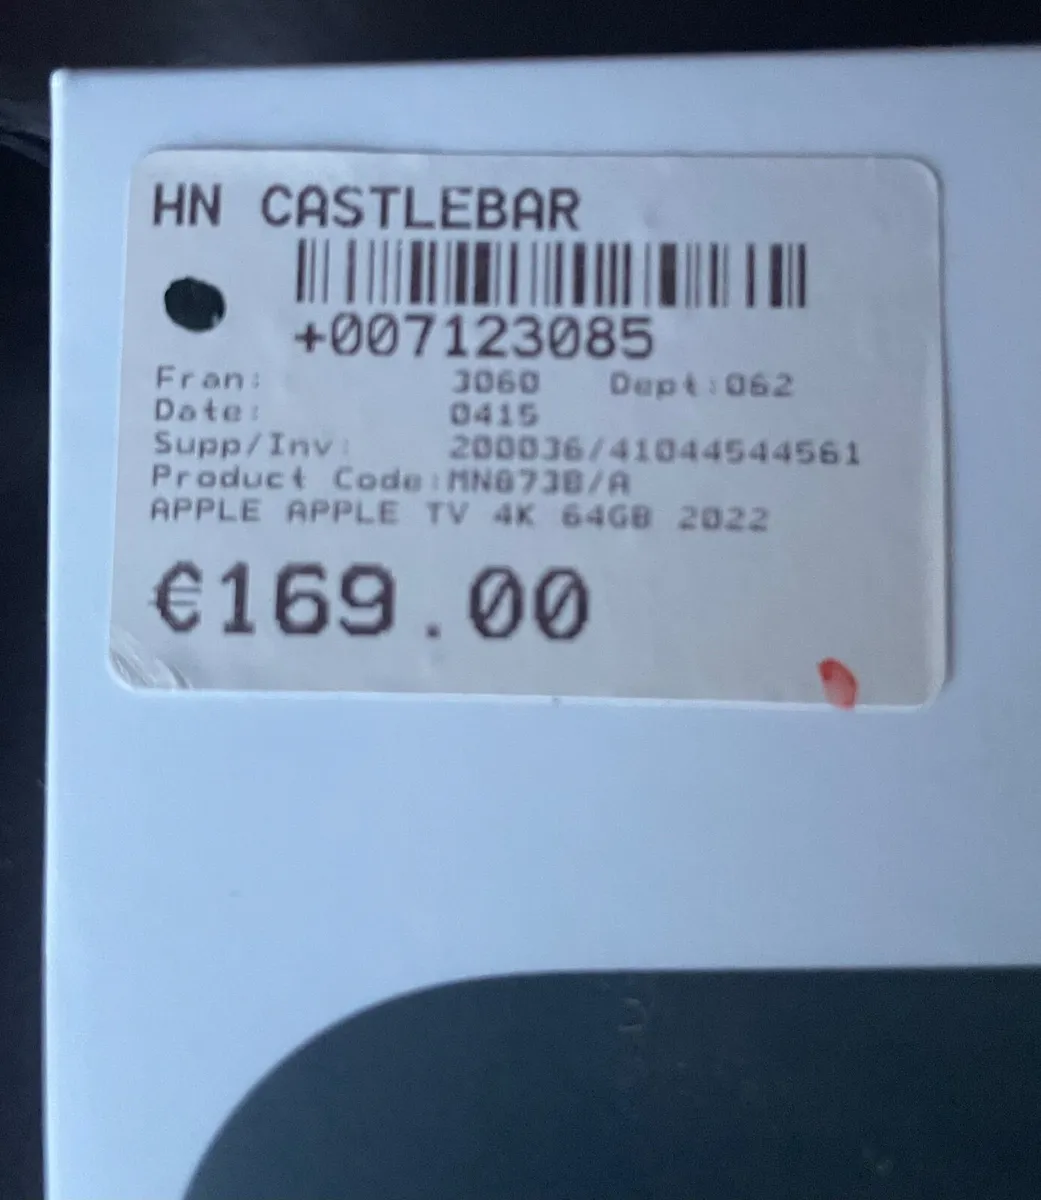 HN CASTLEBAR
+007123085
Fran: 3060 Dept:062
Date: 0415
Supp/Inv: 200036/41044544561
Product Code:MN873B/A
APPLE APPLE TV 4K 64GB 2022
€169.00